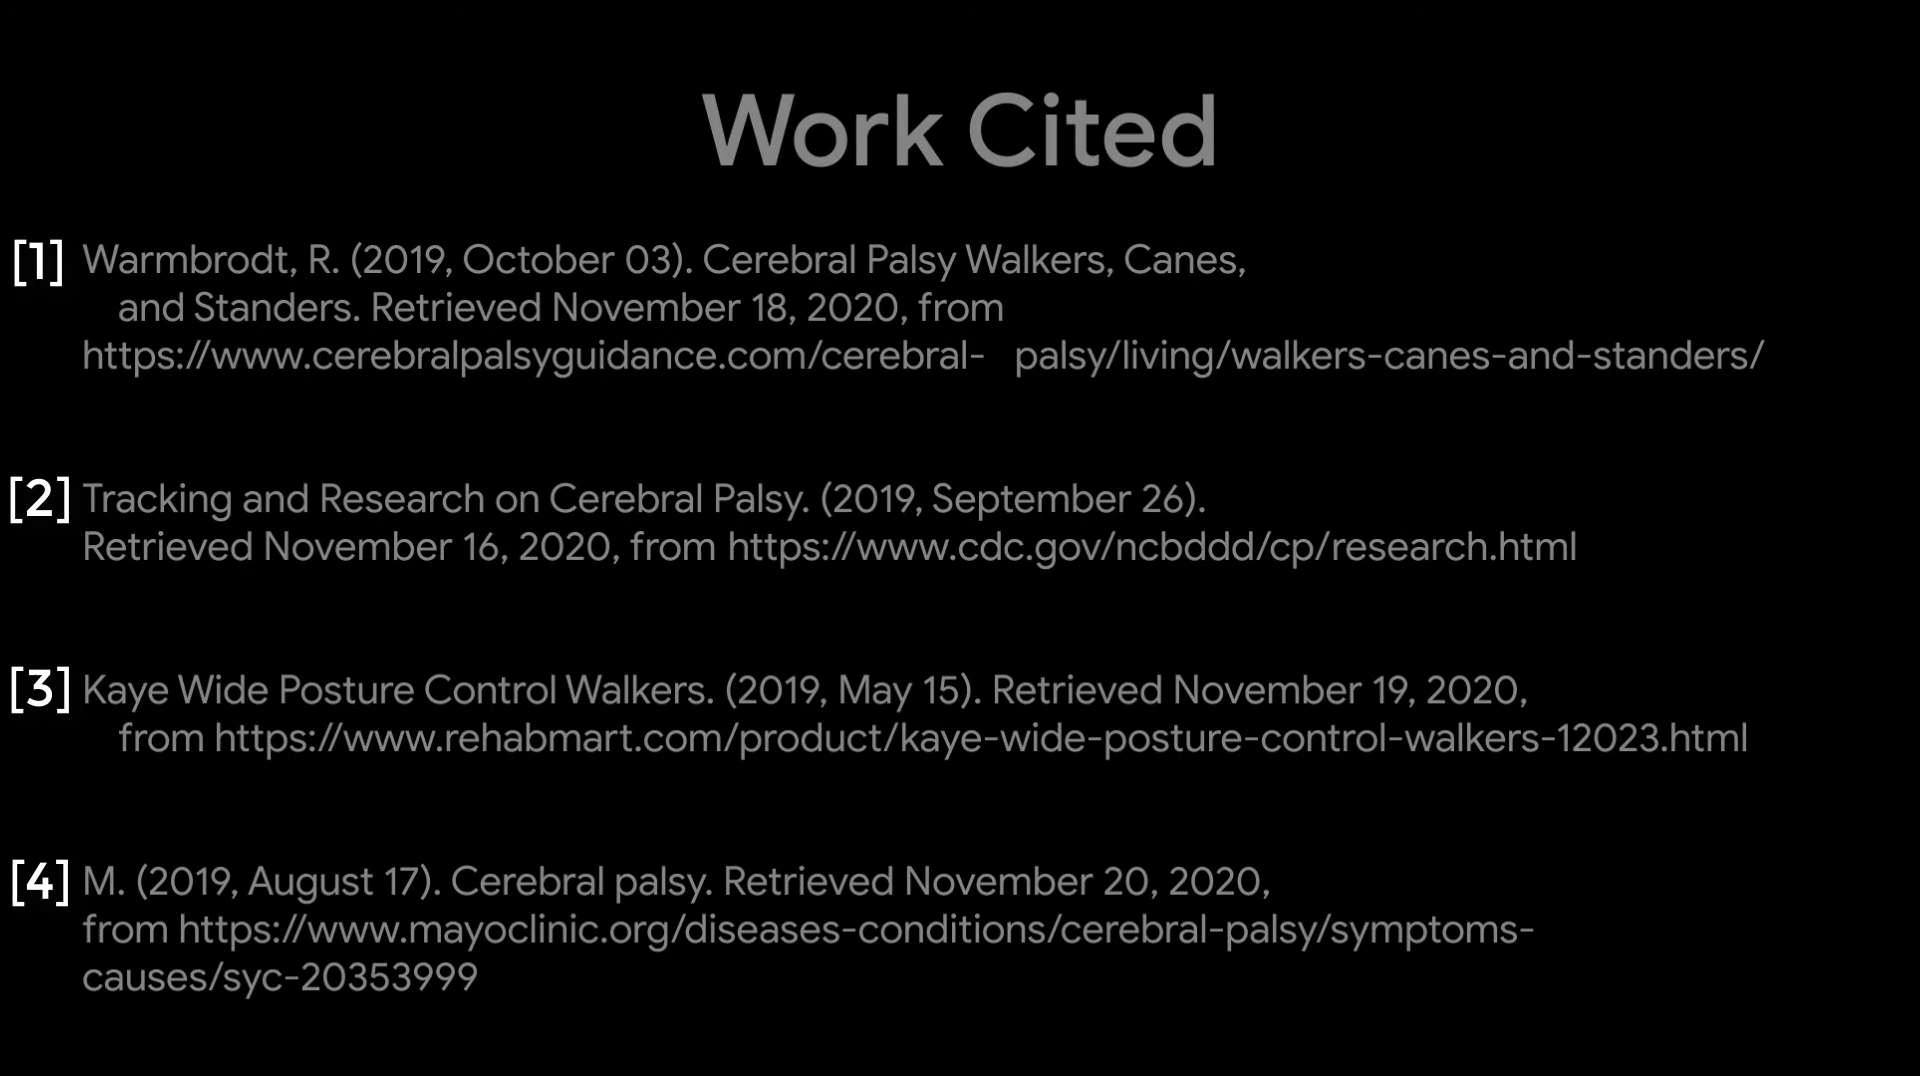 Work Cited
[1] Warmbrodt, R. (2019, October 03). Cerebral Palsy Walkers, Canes,
and Standers. Retrieved November 18, 2020, from
https://www.cerebralpalsyguidance.com/cerebral- palsy/living/walkers-canes-and-standers/
[2] Tracking and Research on Cerebral Palsy. (2019, September 26).
Retrieved November 16, 2020, from https://www.cdc.gov/ncbddd/cp/research.html
[3] Kaye Wide Posture Control Walkers. (2019, May 15). Retrieved November 19, 2020,
from https://www.rehabmart.com/product/kaye-wide-posture-control-walkers-12023.html
[4] M. (2019, August 17). Cerebral palsy. Retrieved November 20, 2020,
from https://www.mayoclinic.org/diseases-conditions/cerebral-palsy/symptoms-
causes/syc-20353999